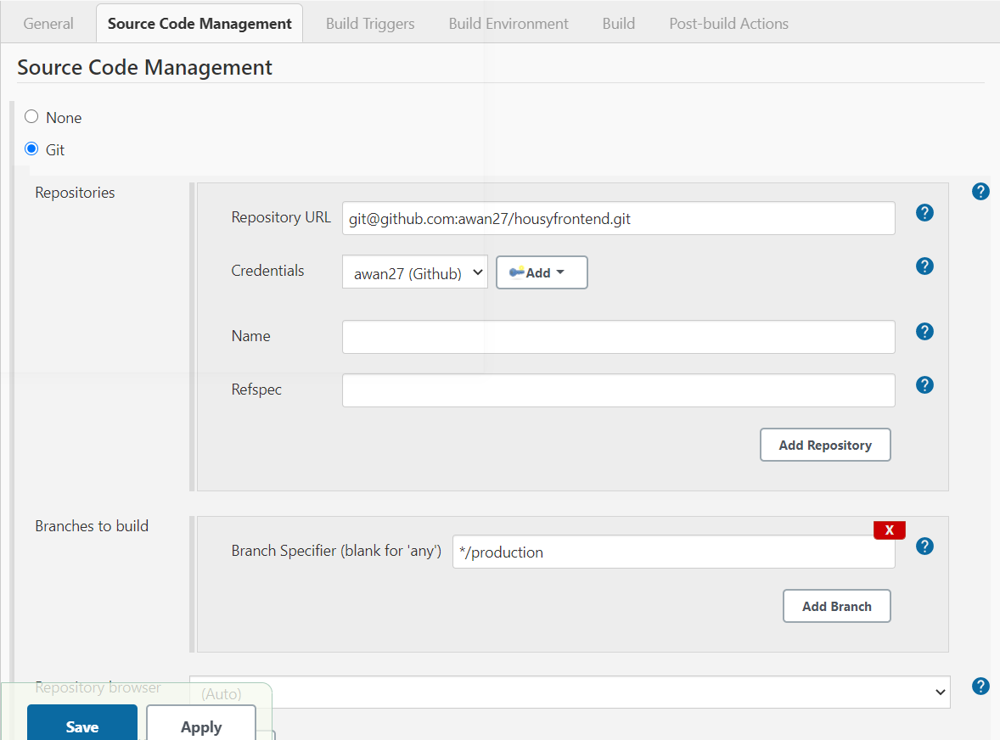 General Source Code Management Build Triggers Build Environment Build Post-build Actions
Source Code Management
None
Git
Repositories
?
Repository URL git@github.com:awan27/housyfrontend.git ?
Credentials awan27 (Github) Add ?
Name ?
Refspec ?
Add Repository
Branches to build
X
Branch Specifier (blank for 'any') */production ?
Add Branch
Repository browser (Auto) ?
Save Apply